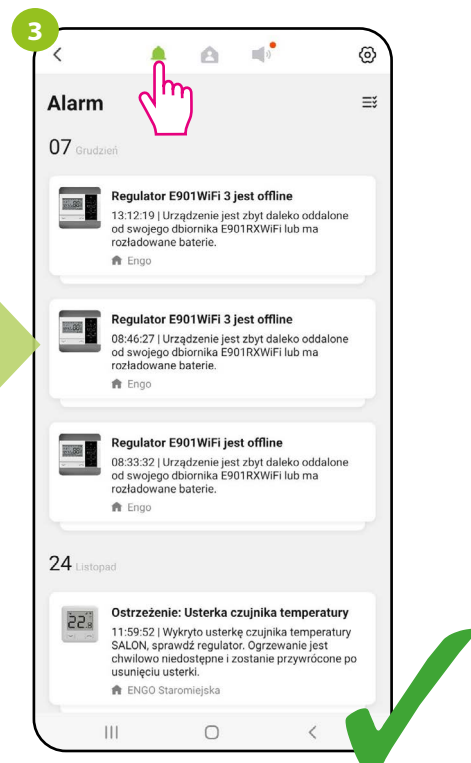 3
Alarm
07 Grudzień
Regulator E901WiFi 3 jest offline
13:12:19 | Urządzenie jest zbyt daleko oddalone
od swojego dbiornika E901RXWiFi lub ma
rozładowane baterie.
Engo
Regulator E901WiFi 3 jest offline
08:46:27 | Urządzenie jest zbyt daleko oddalone
od swojego dbiornika E901RXWiFi lub ma
rozładowane baterie.
Engo
Regulator E901WiFi jest offline
08:33:32 | Urządzenie jest zbyt daleko oddalone
od swojego dbiornika E901RXWiFi lub ma
rozładowane baterie.
Engo
24 Listopad
Ostrzeżenie: Usterka czujnika temperatury
11:59:52 | Wykryto usterkę czujnika temperatury
SALON, sprawdź regulator. Ogrzewanie jest
chwilowo niedostępne i zostanie przywrócone po
usunięciu usterki.
ENGO Staromiejska